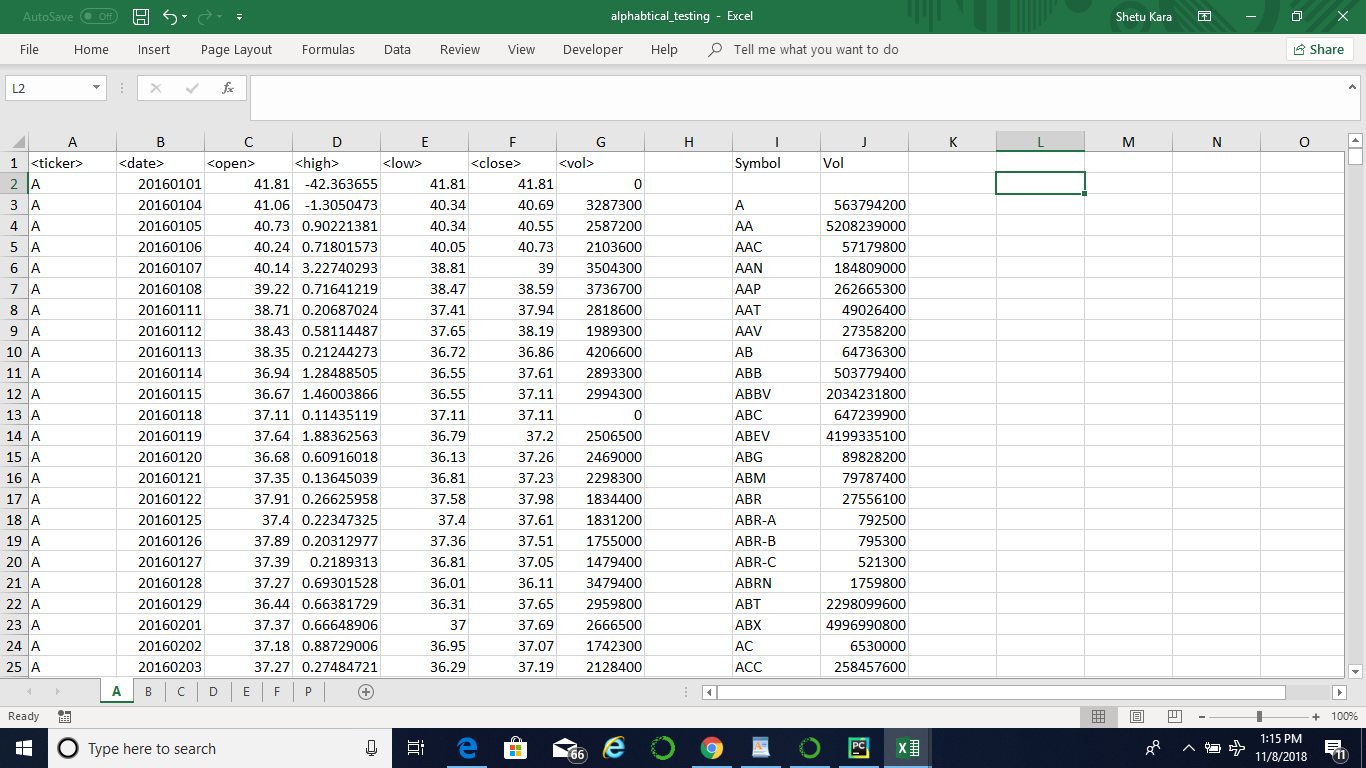 AutoSave Off alphabtical_testing - Excel Shetu Kara
File Home Insert Page Layout Formulas Data Review View Developer Help Tell me what you want to do Share
L2 fx
A B C D E F G H I J K L M N O
1 <ticker> <date> <open> <high> <low> <close> <vol> Symbol Vol
2 A 20160101 41.81 -42.363655 41.81 41.81 0
3 A 20160104 41.06 -1.3050473 40.34 40.69 3287300 A 563794200
4 A 20160105 40.73 0.90221381 40.34 40.55 2587200 AA 5208239000
5 A 20160106 40.24 0.71801573 40.05 40.73 2103600 AAC 57179800
6 A 20160107 40.14 3.22740293 38.81 39 3504300 AAN 184809000
7 A 20160108 39.22 0.71641219 38.47 38.59 3736700 AAP 262665300
8 A 20160111 38.71 0.20687024 37.41 37.94 2818600 AAT 49026400
9 A 20160112 38.43 0.58114487 37.65 38.19 1989300 AAV 27358200
10 A 20160113 38.35 0.21244273 36.72 36.86 4206600 AB 64736300
11 A 20160114 36.94 1.28488505 36.55 37.61 2893300 ABB 503779400
12 A 20160115 36.67 1.46003866 36.55 37.11 2994300 ABBV 2034231800
13 A 20160118 37.11 0.11435119 37.11 37.11 0 ABC 647239900
14 A 20160119 37.64 1.88362563 36.79 37.2 2506500 ABEV 4199335100
15 A 20160120 36.68 0.60916018 36.13 37.26 2469000 ABG 89828200
16 A 20160121 37.35 0.13645039 36.81 37.23 2298300 ABM 79787400
17 A 20160122 37.91 0.26625958 37.58 37.98 1834400 ABR 27556100
18 A 20160125 37.4 0.22347325 37.4 37.61 1831200 ABR-A 792500
19 A 20160126 37.89 0.20312977 37.36 37.51 1755000 ABR-B 795300
20 A 20160127 37.39 0.2189313 36.81 37.05 1479400 ABR-C 521300
21 A 20160128 37.27 0.69301528 36.01 36.11 3479400 ABRN 1759800
22 A 20160129 36.44 0.66381729 36.31 37.65 2959800 ABT 2298099600
23 A 20160201 37.37 0.66648906 37 37.69 2666500 ABX 4996990800
24 A 20160202 37.18 0.88729006 36.95 37.07 1742300 AC 6530000
25 A 20160203 37.27 0.27484721 36.29 37.19 2128400 ACC 258457600
A B C D E F P
Ready 100%
Type here to search 66 PC 1:15 PM
11/8/2018 11